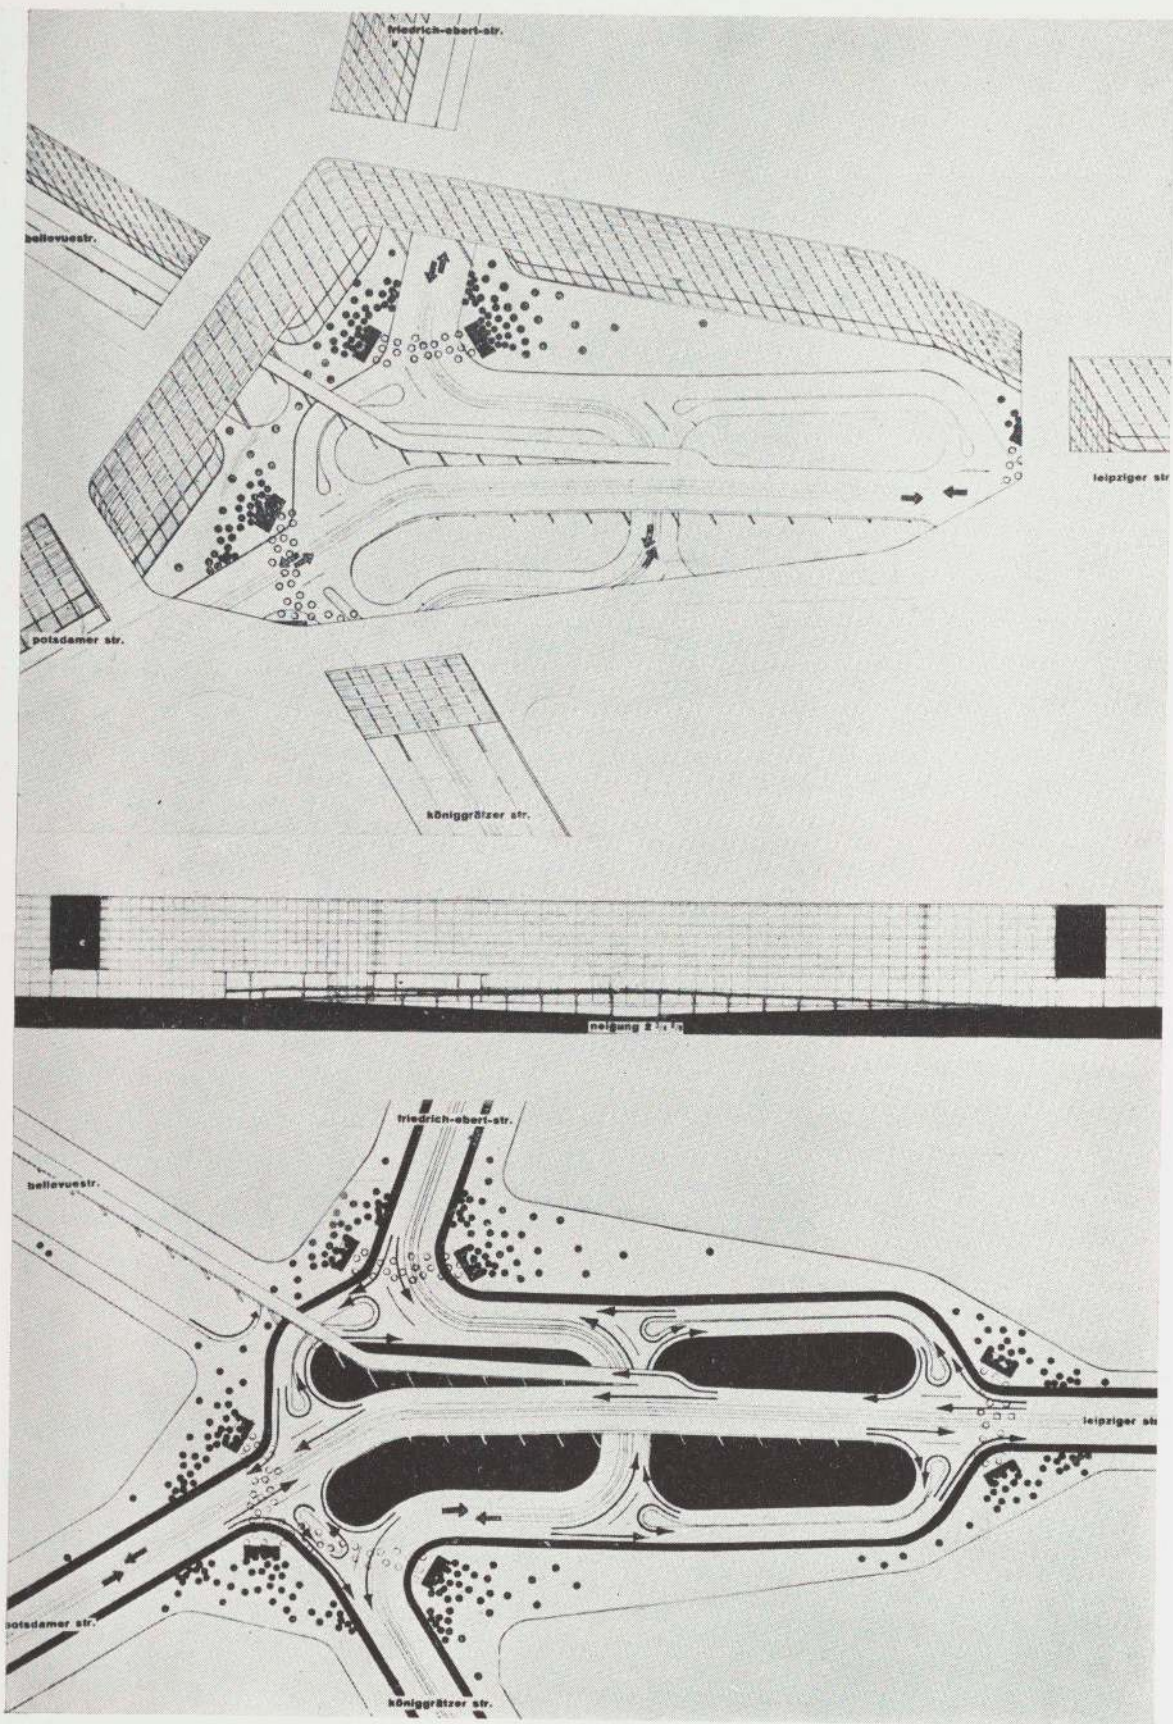 friedrich-ebert-str.
bellevuestr.
leipziger str
potsdamer str.
königgrätzer str.
neigung 2
friedrich-ebert-str.
bellevuestr.
leipziger str
potsdamer str.
königgrätzer str.